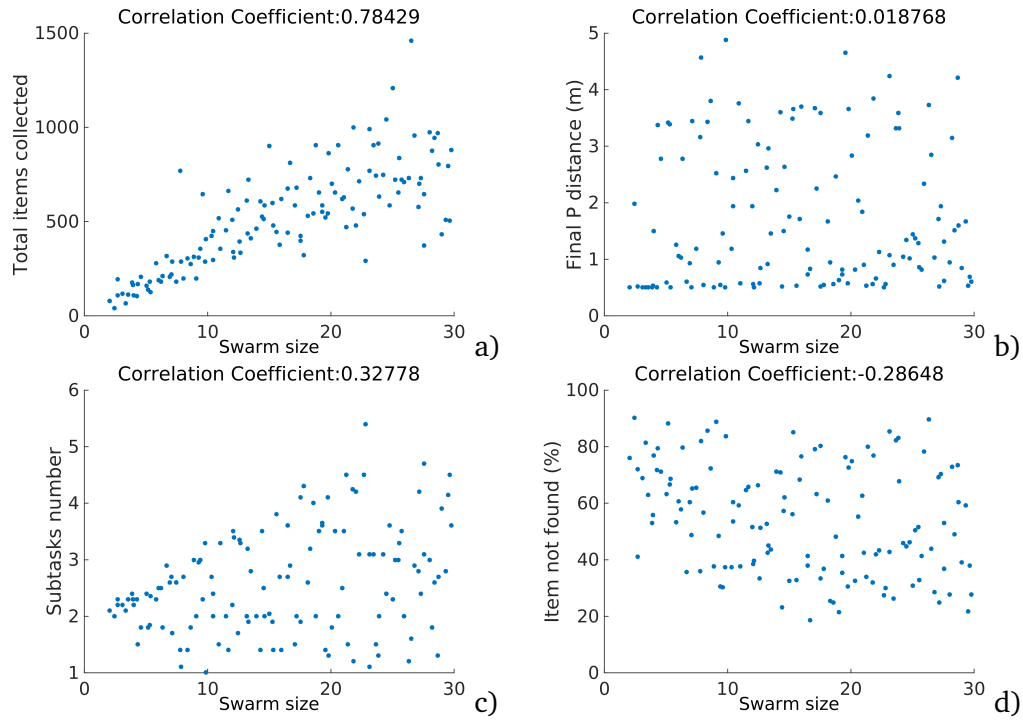 Correlation Coefficient:0.78429
Total items collected
1500
1000
500
0
0
10
20
30
Swarm size
a)
Correlation Coefficient:0.018768
Final P distance (m)
5
4
3
2
1
0
0
10
20
30
Swarm size
b)
Correlation Coefficient:0.32778
Subtasks number
6
5
4
3
2
1
0
10
20
30
Swarm size
c)
Correlation Coefficient:-0.28648
Item not found (%)
100
80
60
40
20
0
0
10
20
30
Swarm size
d)